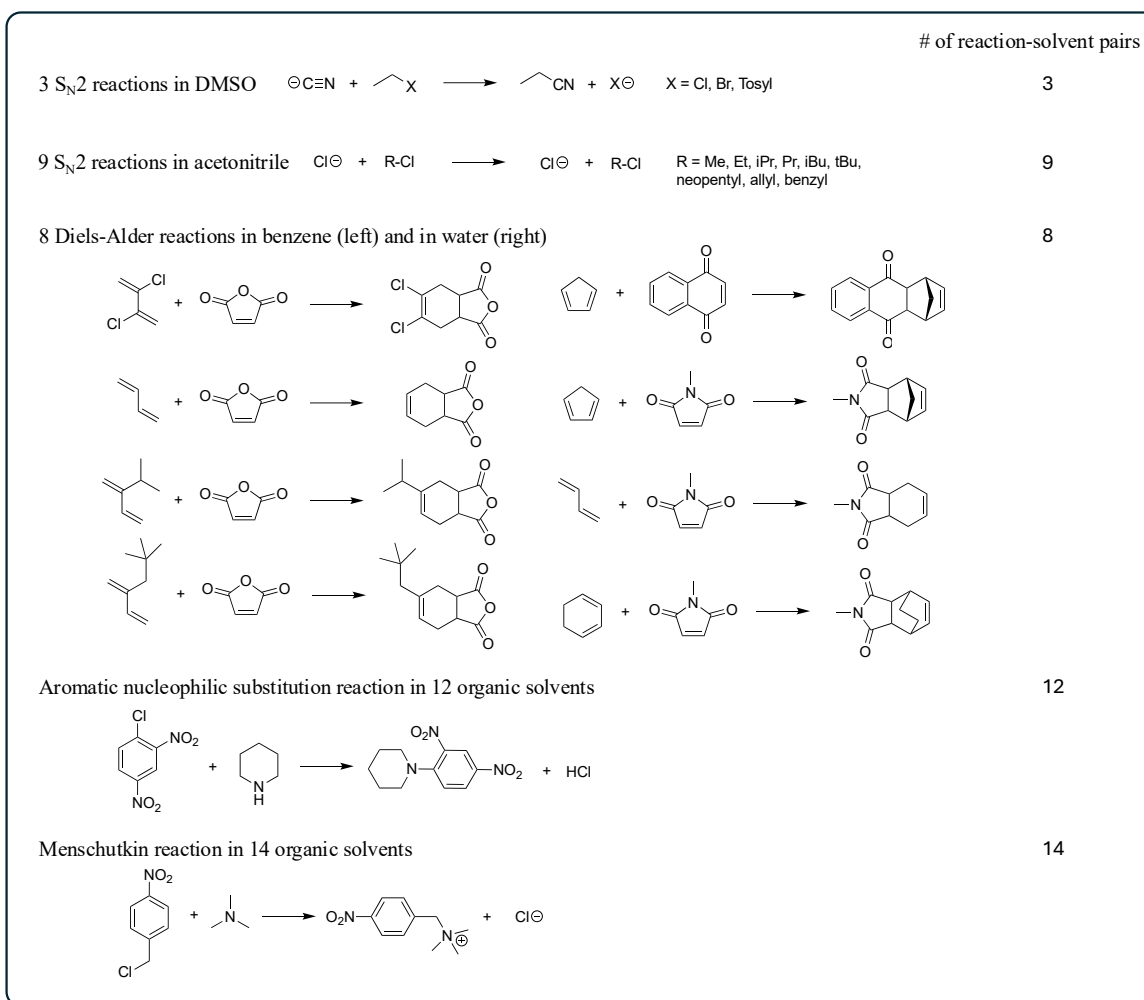 # of reaction-solvent pairs
3 SN2 reactions in DMSO ⊖C≡N + X CN + X⊖ X = Cl, Br, Tosyl 3
9 SN2 reactions in acetonitrile Cl⊖ + R-Cl Cl⊖ + R-Cl R = Me, Et, iPr, Pr, iBu, tBu, 9
neopentyl, allyl, benzyl
8 Diels-Alder reactions in benzene (left) and in water (right) 8
Cl Cl + O O O Cl Cl O O O + O O O O
+ O O O O O O + O N O O N O
+ O O O O O O + O N O O N O
+ O O O O O O + O N O O N O
Aromatic nucleophilic substitution reaction in 12 organic solvents 12
Cl NO2 NO2 + N H N O2N NO2 + HCl
Menschutkin reaction in 14 organic solvents 14
NO2 Cl + N O2N N⊕ + Cl⊖